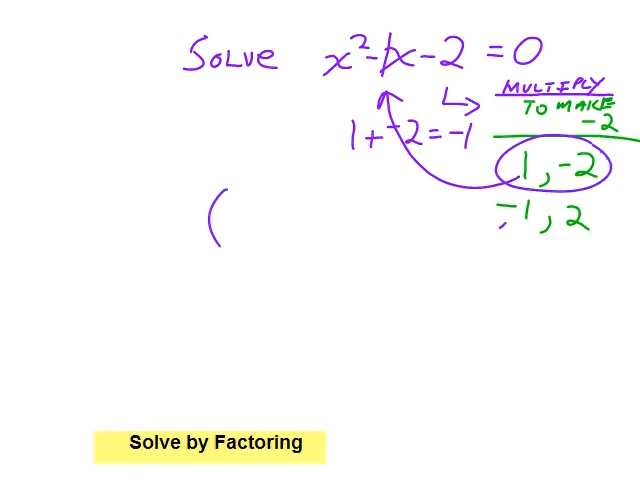 Solve x² - 1x - 2 = 0
MULTIPLY
TO MAKE
-2
1 + -2 = -1
1, -2
-1, 2
(
Solve by Factoring